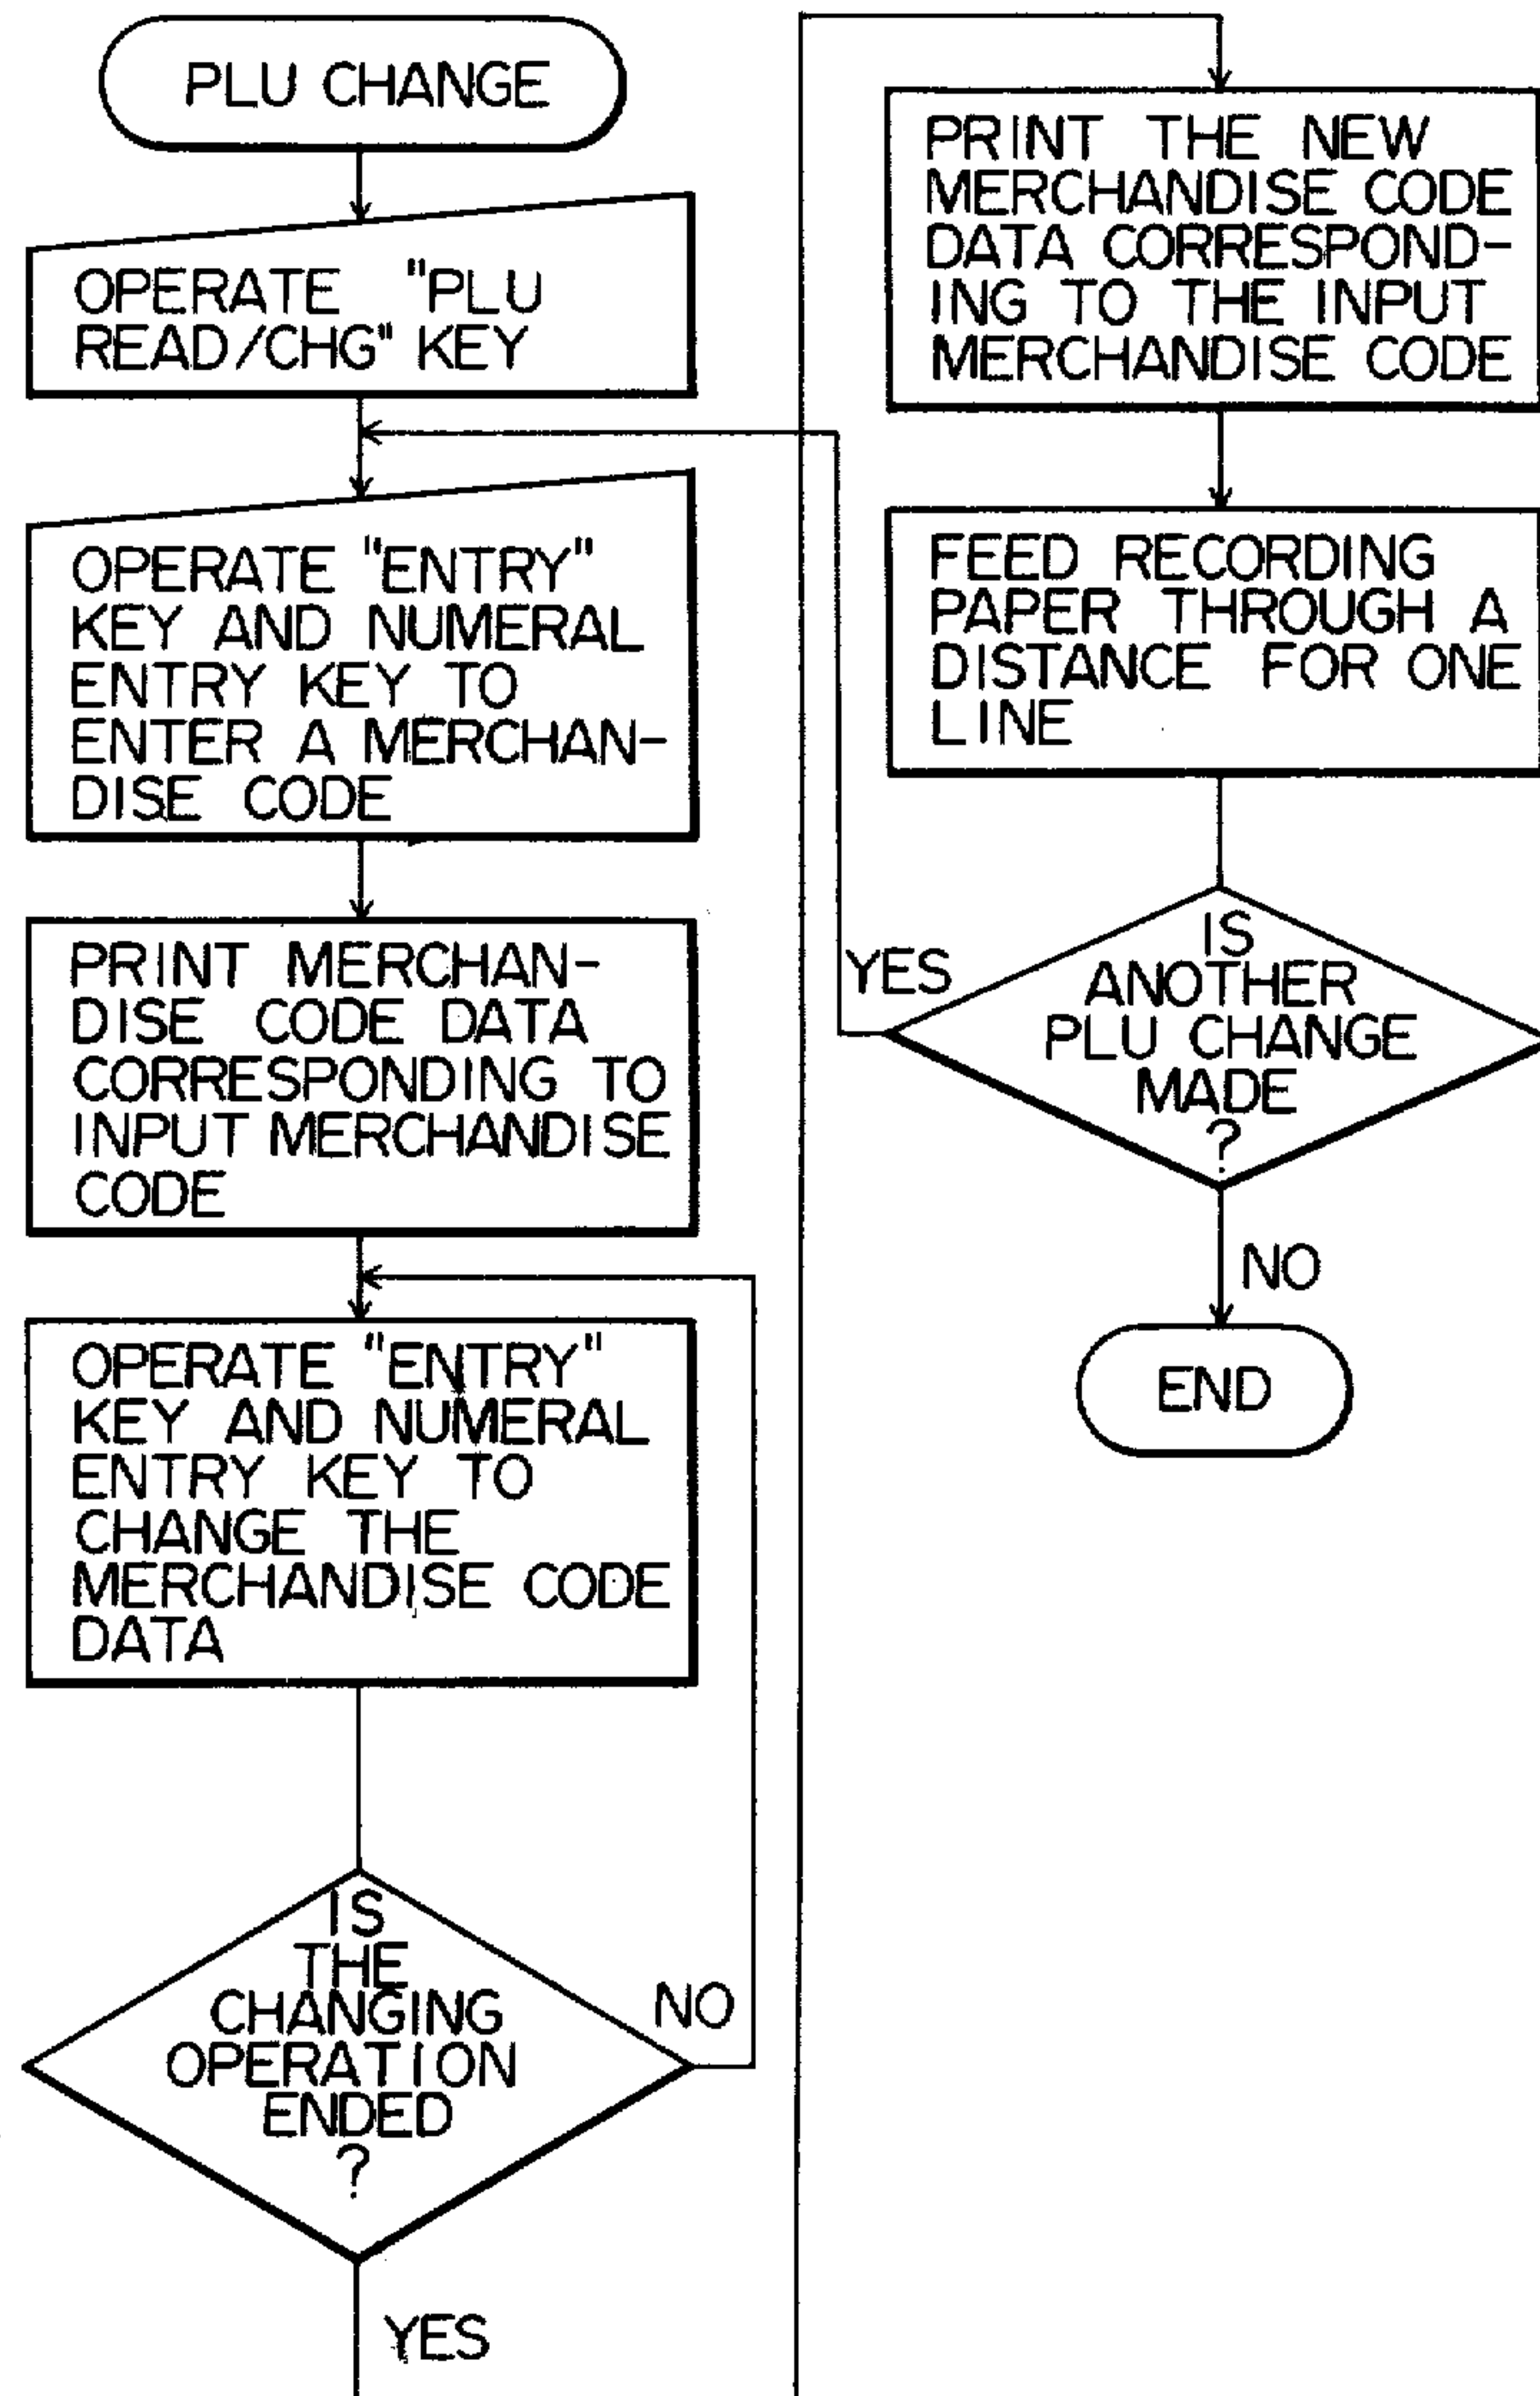 PLU CHANGE
OPERATE "PLU
READ/CHG" KEY
OPERATE "ENTRY"
KEY AND NUMERAL
ENTRY KEY TO
ENTER A MERCHAN-
DISE CODE
PRINT MERCHAN-
DISE CODE DATA
CORRESPONDING TO
INPUT MERCHANDISE
CODE
OPERATE "ENTRY"
KEY AND NUMERAL
ENTRY KEY TO
CHANGE THE
MERCHANDISE CODE
DATA
IS
THE
CHANGING
OPERATION
ENDED
?
NO
YES
PRINT THE NEW
MERCHANDISE CODE
DATA CORRESPOND-
ING TO THE INPUT
MERCHANDISE CODE
FEED RECORDING
PAPER THROUGH A
DISTANCE FOR ONE
LINE
IS
ANOTHER
PLU CHANGE
MADE
?
YES
NO
END